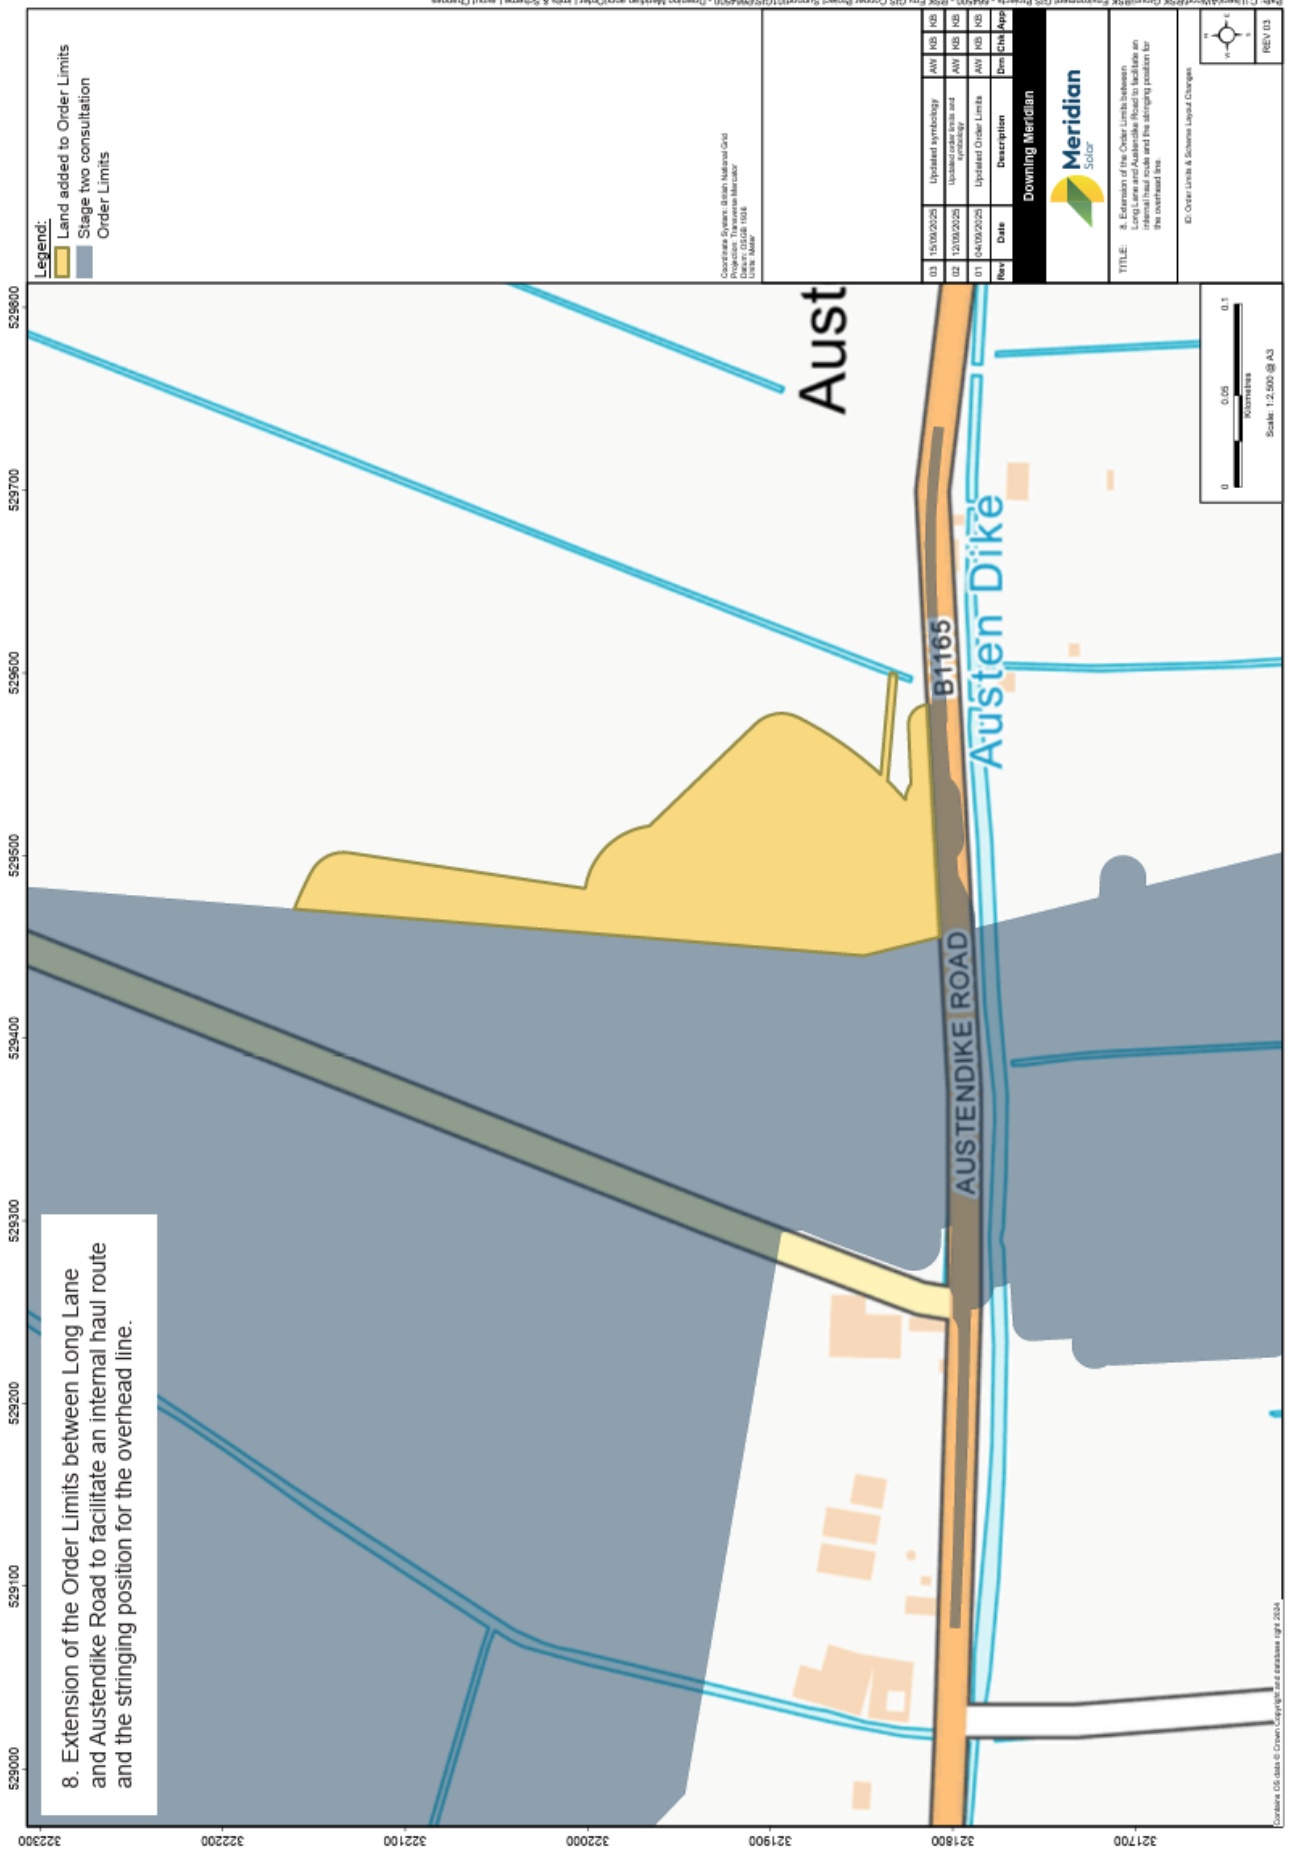 8. Extension of the Order Limits between Long Lane
and Austendike Road to facilitate an internal haul route
and the stringing position for the overhead line.
529000
529100
529200
529300
529400
529500
529600
529700
529800
322300
322200
322100
322000
321900
321800
321700
AUSTENDIKE ROAD
B1165
Austen Dike
Aust
Contains OS data © Crown Copyright and database right 2024
0
0.05
0.1
Kilometres
Scale: 1:2,500 @ A3
Legend:
Land added to Order Limits
Stage two consultation
Order Limits
Coordinate System: British National Grid
Projection: Transverse Mercator
Datum: OSGB 1936
Units: Meter
03 15/09/2025 Updated symbology AW KB KB
02 12/09/2025 Updated order limits and symbology AW KB KB
01 04/09/2025 Updated Order Limits AW KB KB
Rev Date Description Drn Chk App
Downing Meridian
Meridian
Solar
TITLE: 8. Extension of the Order Limits between
Long Lane and Austendike Road to facilitate an
internal haul route and the stringing position for
the overhead line.
ID: Order Limits & Scheme Layout Changes
N
E
S
W
REV 03